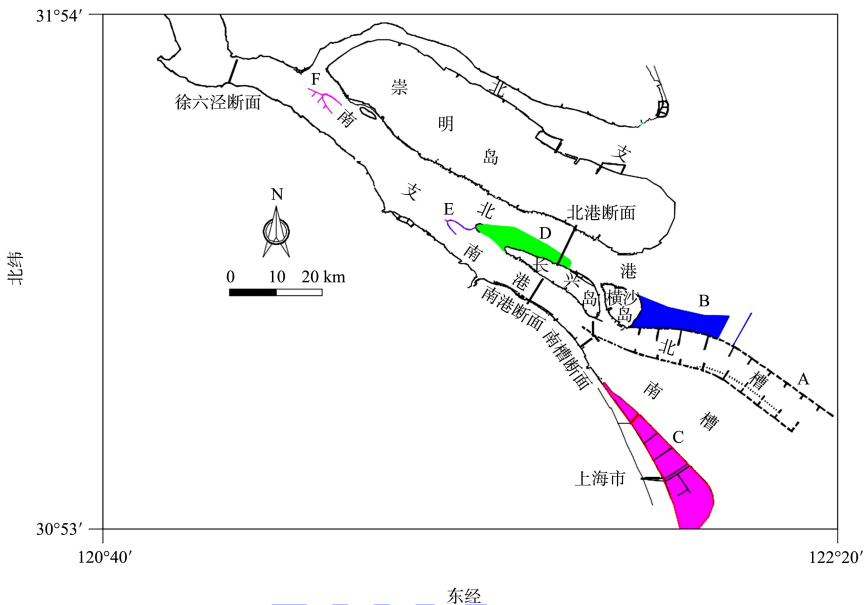 31°54′
F
徐六泾断面
崇明岛
北支
南支
N
0 10 20 km
E
北港
D
北港断面
南港
长兴岛
横沙岛
B
南港断面
南槽断面
北槽
A
南槽
C
上海市
北纬
30°53′
120°40′
122°20′
东经